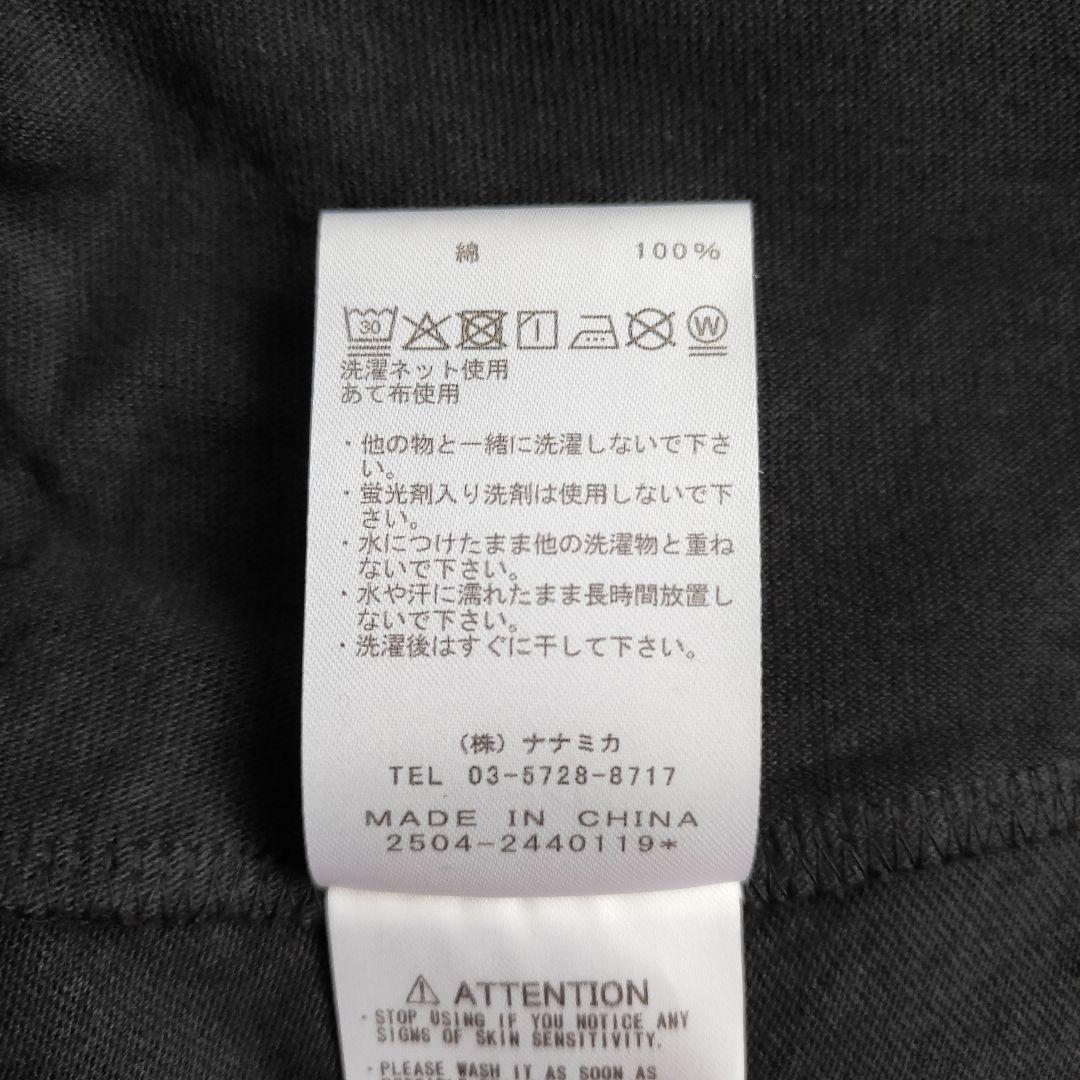 綿 100%
30 W
洗濯ネット使用
あて布使用
・他の物と一緒に洗濯しないで下さ
い。
・蛍光剤入り洗剤は使用しないで下
さい。
・水につけたまま他の洗濯物と重ね
ないで下さい。
・水や汗に濡れたまま長時間放置し
ないで下さい。
・洗濯後はすぐに干して下さい。
(株)ナナミカ
TEL 03-5728-8717
MADE IN CHINA
2504-2440119*
⚠ ATTENTION
・STOP USING IF YOU NOTICE ANY
SIGNS OF SKIN SENSITIVITY.
・PLEASE WASH IT AS SOON AS